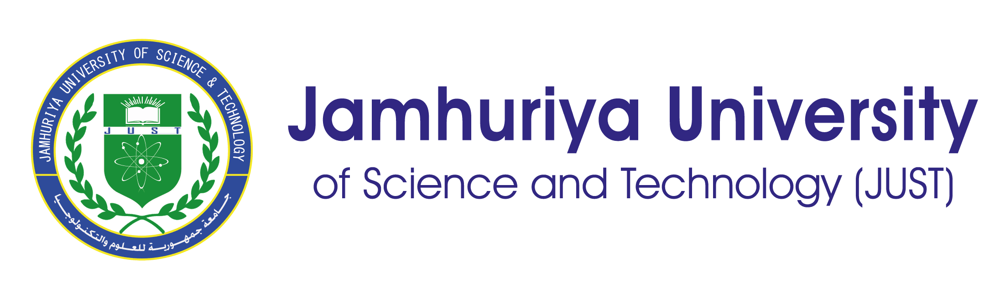 JAMHURIYA UNIVERSITY OF SCIENCE & TECHNOLOGY
J U S T
جامعة جمهورية للعلوم والتكنولوجيا
Jamhuriya University
of Science and Technology (JUST)